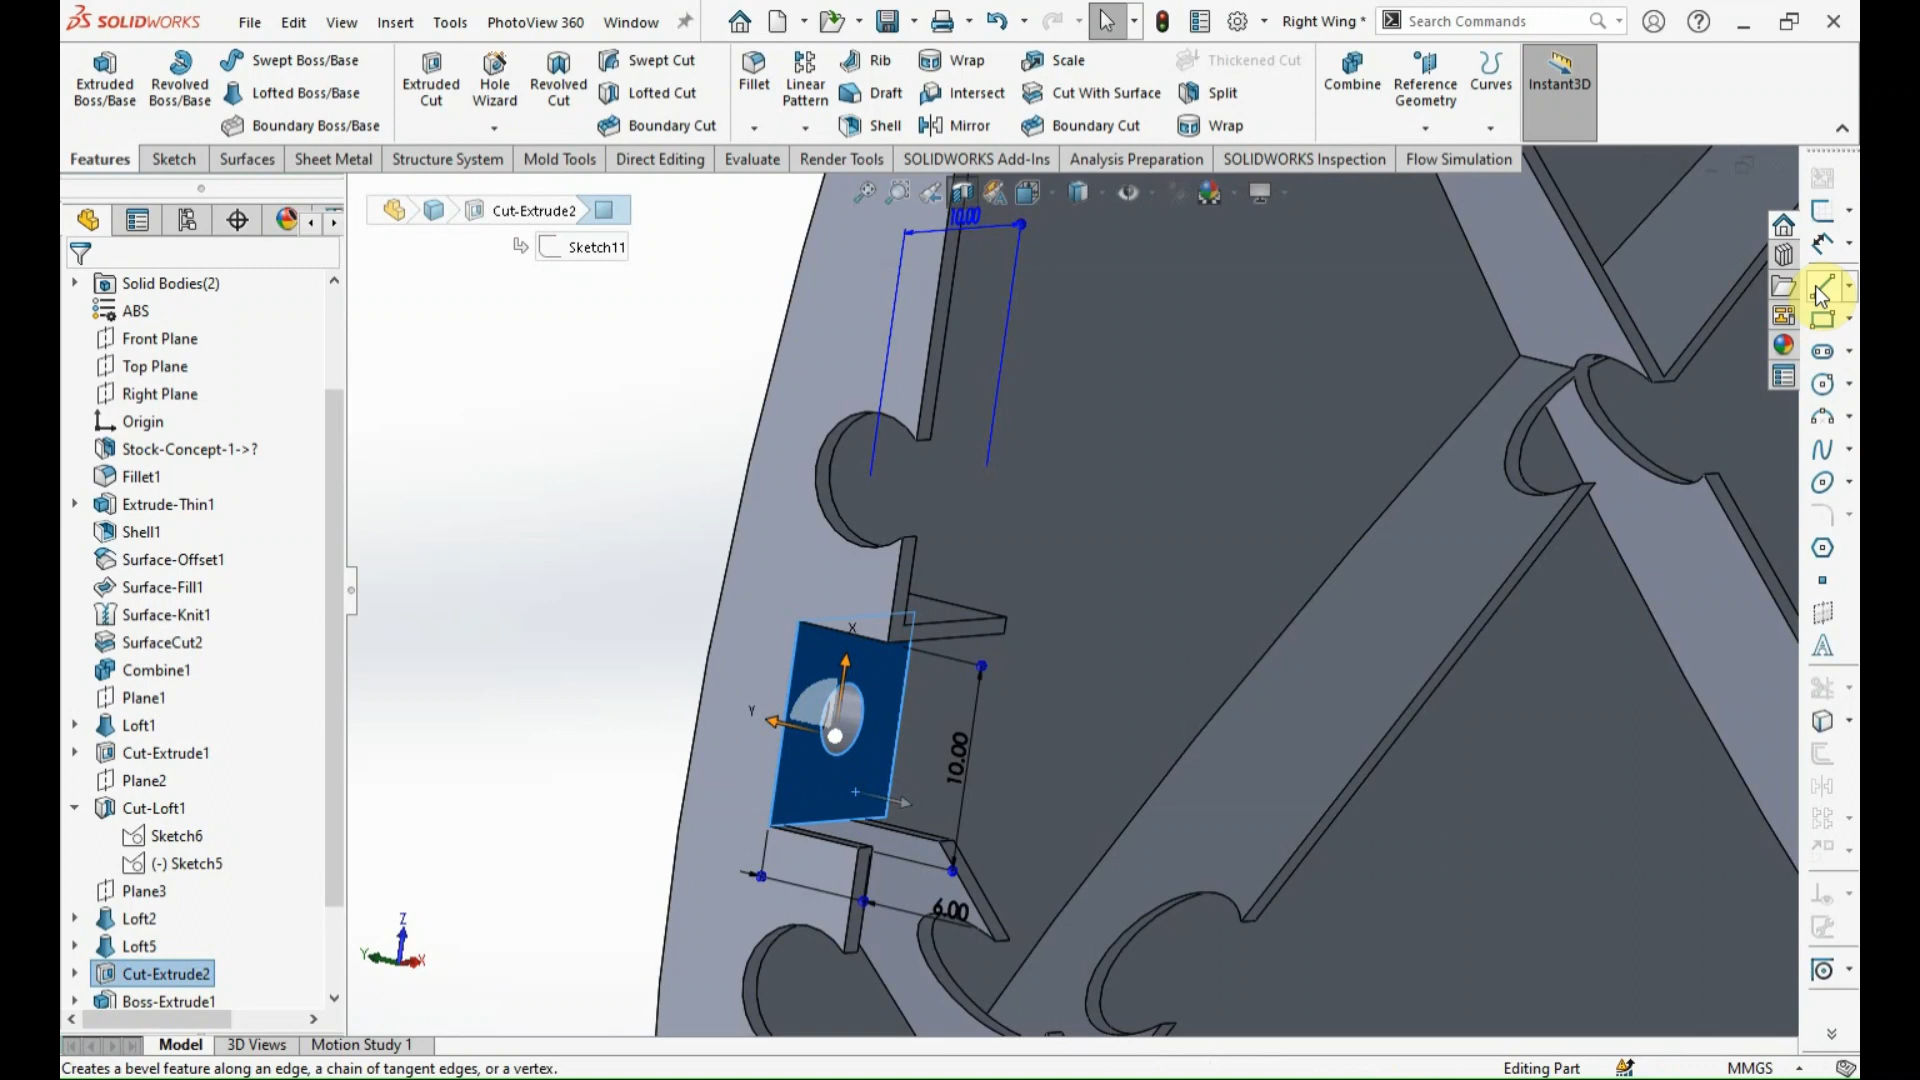 SOLIDWORKS File Edit View Insert Tools PhotoView 360 Window Right Wing * Search Commands
Extruded Boss/Base Revolved Boss/Base Swept Boss/Base Lofted Boss/Base Boundary Boss/Base
Extruded Cut Hole Wizard Revolved Cut Swept Cut Lofted Cut Boundary Cut
Fillet Linear Pattern Rib Draft Shell Wrap Intersect Mirror
Scale Cut With Surface Boundary Cut Thickened Cut Split Wrap
Combine Reference Geometry Curves Instant3D
Features Sketch Surfaces Sheet Metal Structure System Mold Tools Direct Editing Evaluate Render Tools SOLIDWORKS Add-Ins Analysis Preparation SOLIDWORKS Inspection Flow Simulation
Cut-Extrude2
Sketch11
Solid Bodies(2)
ABS
Front Plane
Top Plane
Right Plane
Origin
Stock-Concept-1->?
Fillet1
Extrude-Thin1
Shell1
Surface-Offset1
Surface-Fill1
Surface-Knit1
SurfaceCut2
Combine1
Plane1
Loft1
Cut-Extrude1
Plane2
Cut-Loft1
Sketch6
(-) Sketch5
Plane3
Loft2
Loft5
Cut-Extrude2
Boss-Extrude1
10.00
X
Y
10.00
6.00
Z
Y
X
Model 3D Views Motion Study 1
Creates a bevel feature along an edge, a chain of tangent edges, or a vertex. Editing Part MMGS